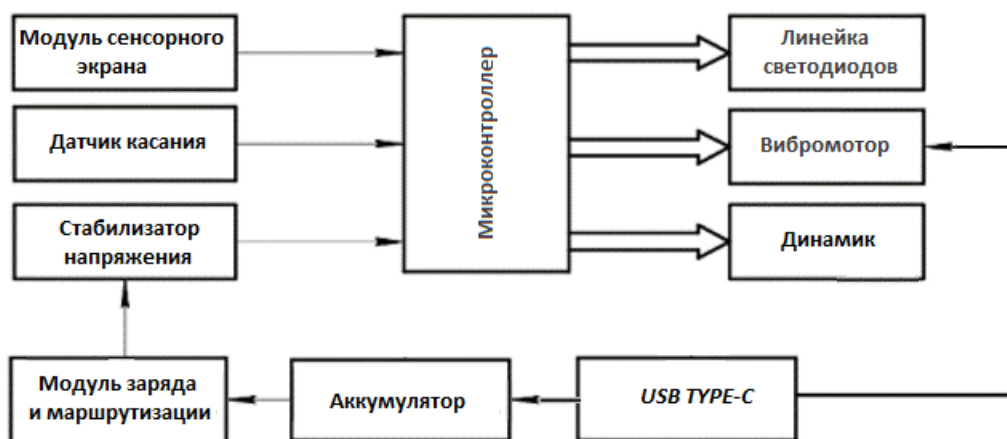 Модуль сенсорного
экрана
Датчик касания
Стабилизатор
напряжения
Микроконтроллер
Линейка
светодиодов
Вибромотор
Динамик
Модуль заряда
и маршрутизации
Аккумулятор
USB TYPE-C